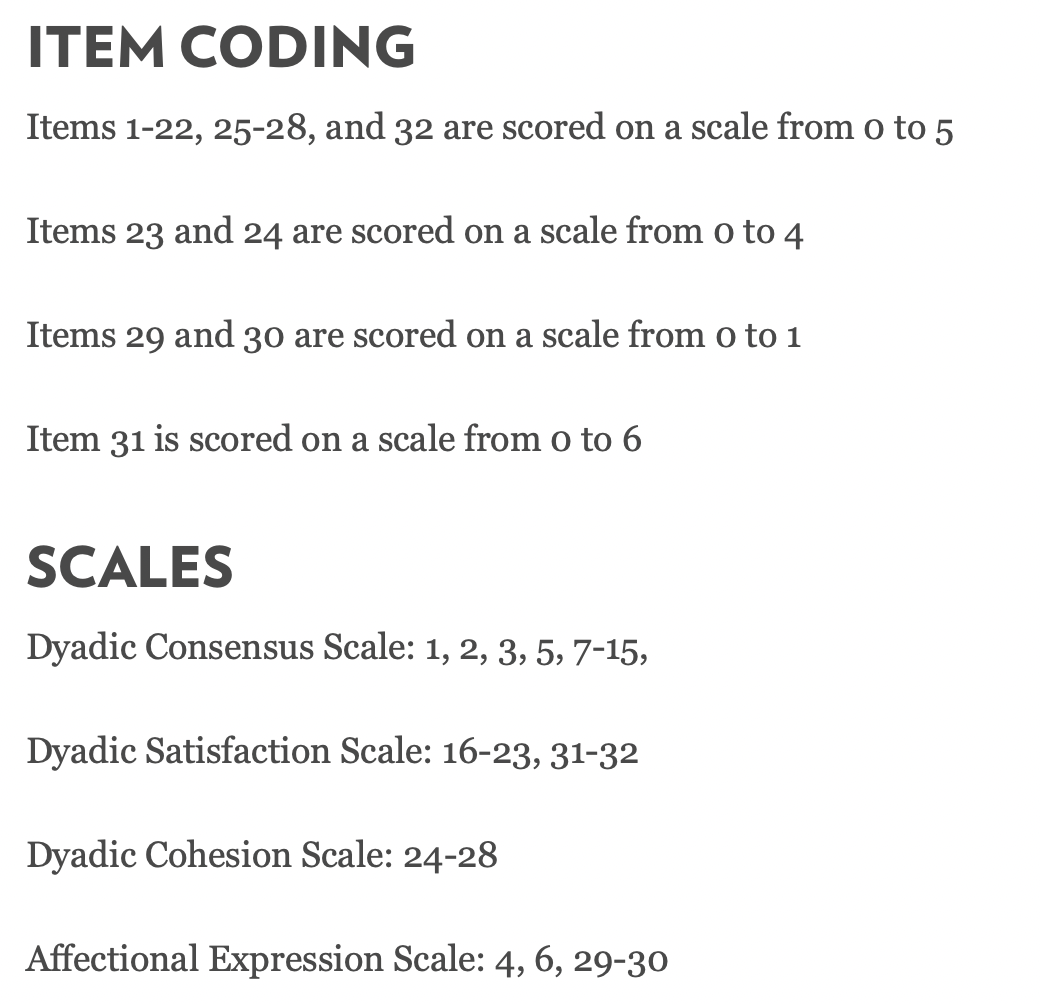 ITEM CODING
Items 1-22, 25-28, and 32 are scored on a scale from 0 to 5
Items 23 and 24 are scored on a scale from 0 to 4
Items 29 and 30 are scored on a scale from 0 to 1
Item 31 is scored on a scale from 0 to 6
SCALES
Dyadic Consensus Scale: 1, 2, 3, 5, 7-15,
Dyadic Satisfaction Scale: 16-23, 31-32
Dyadic Cohesion Scale: 24-28
Affectional Expression Scale: 4, 6, 29-30